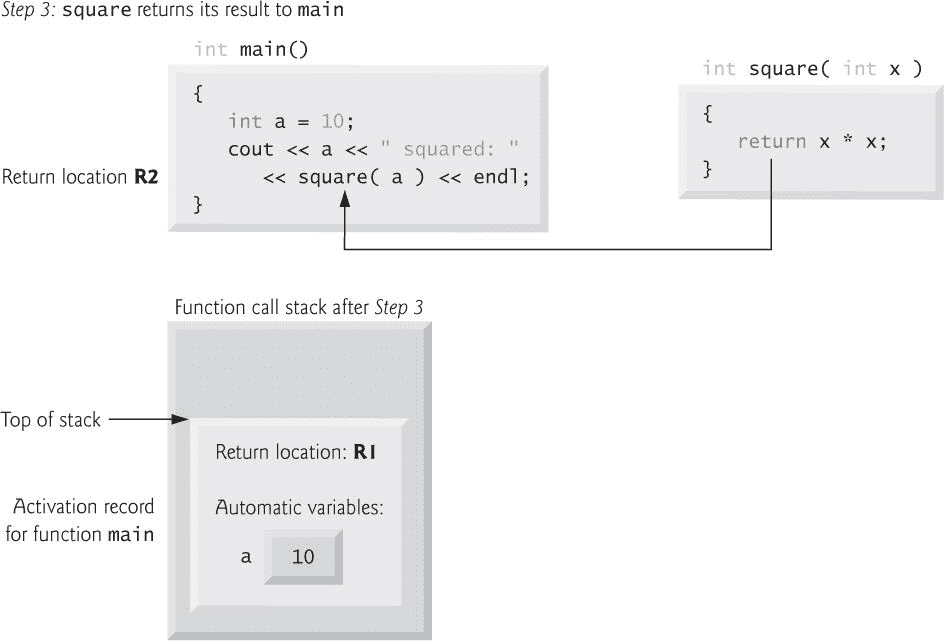 Step 3: square returns its result to main
int main()
{
int a = 10;
cout << a << " squared: "
<< square( a ) << endl;
}
Return location R2
int square( int x )
{
return x * x;
}
Function call stack after Step 3
Top of stack
Return location: R1
Activation record
for function main
Automatic variables:
a 10